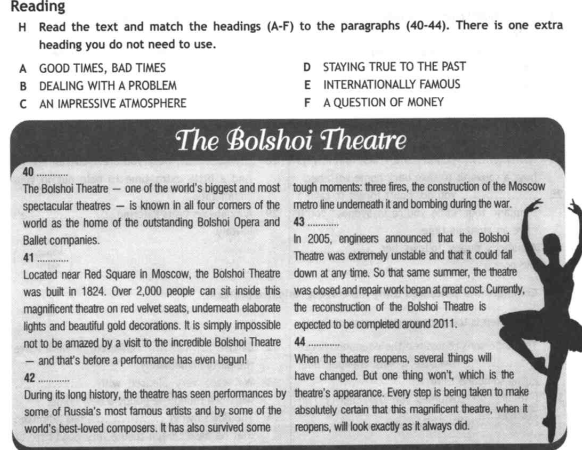 Reading
H Read the text and match the headings (A-F) to the paragraphs (40-44). There is one extra
heading you do not need to use.
A GOOD TIMES, BAD TIMES
B DEALING WITH A PROBLEM
C AN IMPRESSIVE ATMOSPHERE
D STAYING TRUE TO THE PAST
E INTERNATIONALLY FAMOUS
F A QUESTION OF MONEY
The Bolshoi Theatre
40 ............
The Bolshoi Theatre — one of the world's biggest and most
spectacular theatres — is known in all four corners of the
world as the home of the outstanding Bolshoi Opera and
Ballet companies.
41 ............
Located near Red Square in Moscow, the Bolshoi Theatre
was built in 1824. Over 2,000 people can sit inside this
magnificent theatre on red velvet seats, underneath elaborate
lights and beautiful gold decorations. It is simply impossible
not to be amazed by a visit to the incredible Bolshoi Theatre
— and that's before a performance has even begun!
42 ............
During its long history, the theatre has seen performances by
some of Russia's most famous artists and by some of the
world's best-loved composers. It has also survived some
tough moments: three fires, the construction of the Moscow
metro line underneath it and bombing during the war.
43 ............
In 2005, engineers announced that the Bolshoi
Theatre was extremely unstable and that it could fall
down at any time. So that same summer, the theatre
was closed and repair work began at great cost. Currently,
the reconstruction of the Bolshoi Theatre is
expected to be completed around 2011.
44 ............
When the theatre reopens, several things will
have changed. But one thing won't, which is the
theatre's appearance. Every step is being taken to make
absolutely certain that this magnificent theatre, when it
reopens, will look exactly as it always did.